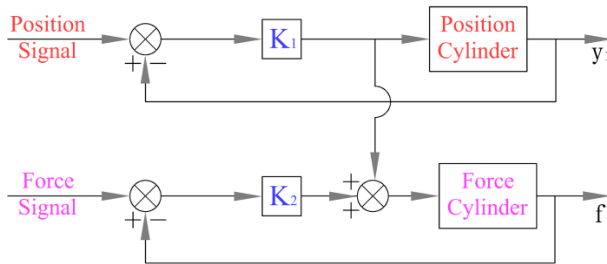 Position
Signal
K₁
Position
Cylinder
y
+ −
Force
Signal
K₂
+
+
Force
Cylinder
f
+ −